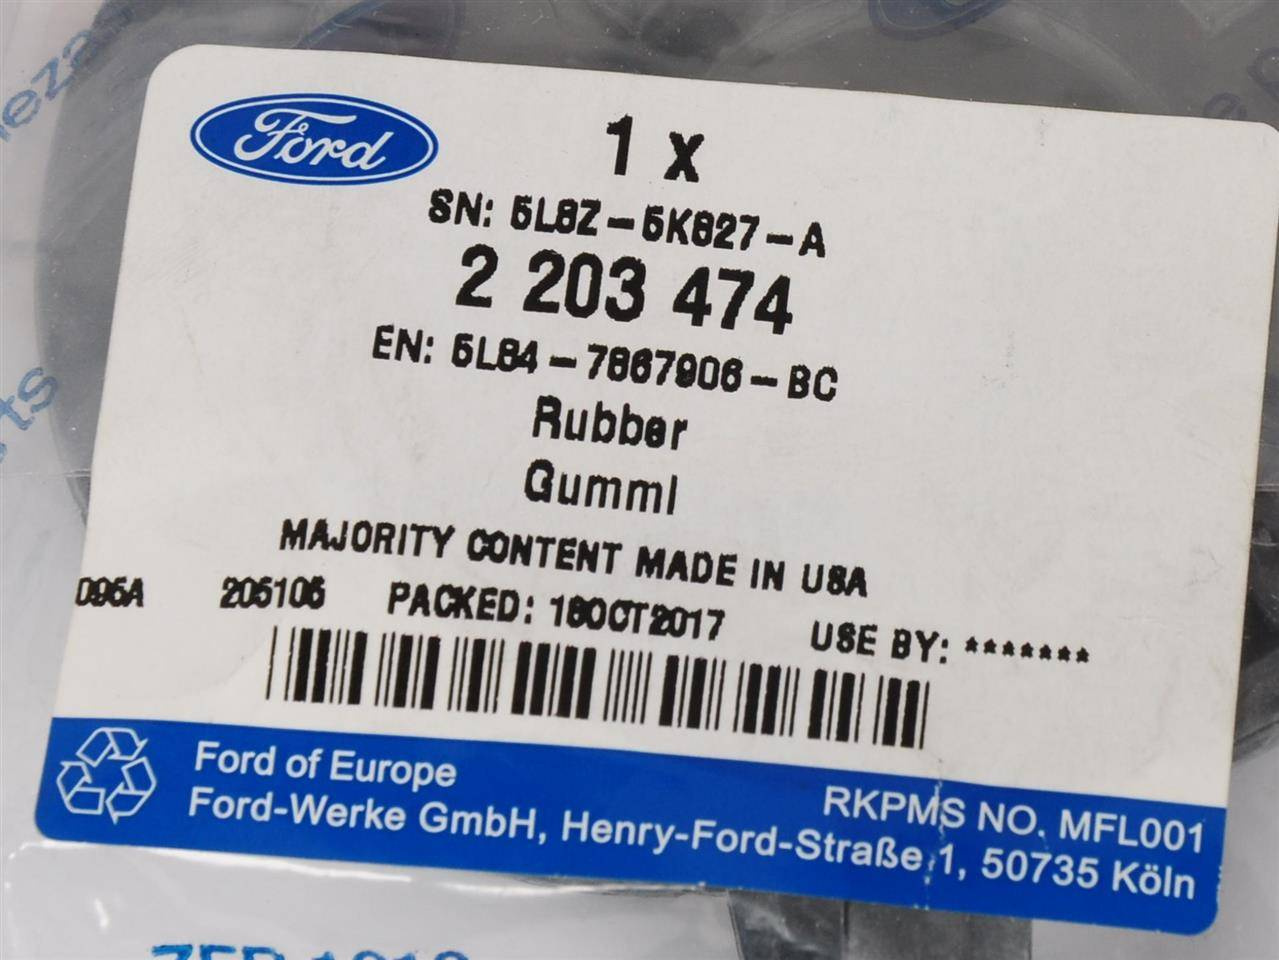 Ford
1 x
SN: 5L8Z-5K827-A
2 203 474
EN: 5L84-7867906-BC
Rubber
Gummi
MAJORITY CONTENT MADE IN USA
095A 205105 PACKED: 18OCT2017 USE BY: *******
Ford of Europe
RKPMS NO. MFL001
Ford-Werke GmbH, Henry-Ford-Straße 1, 50735 Köln